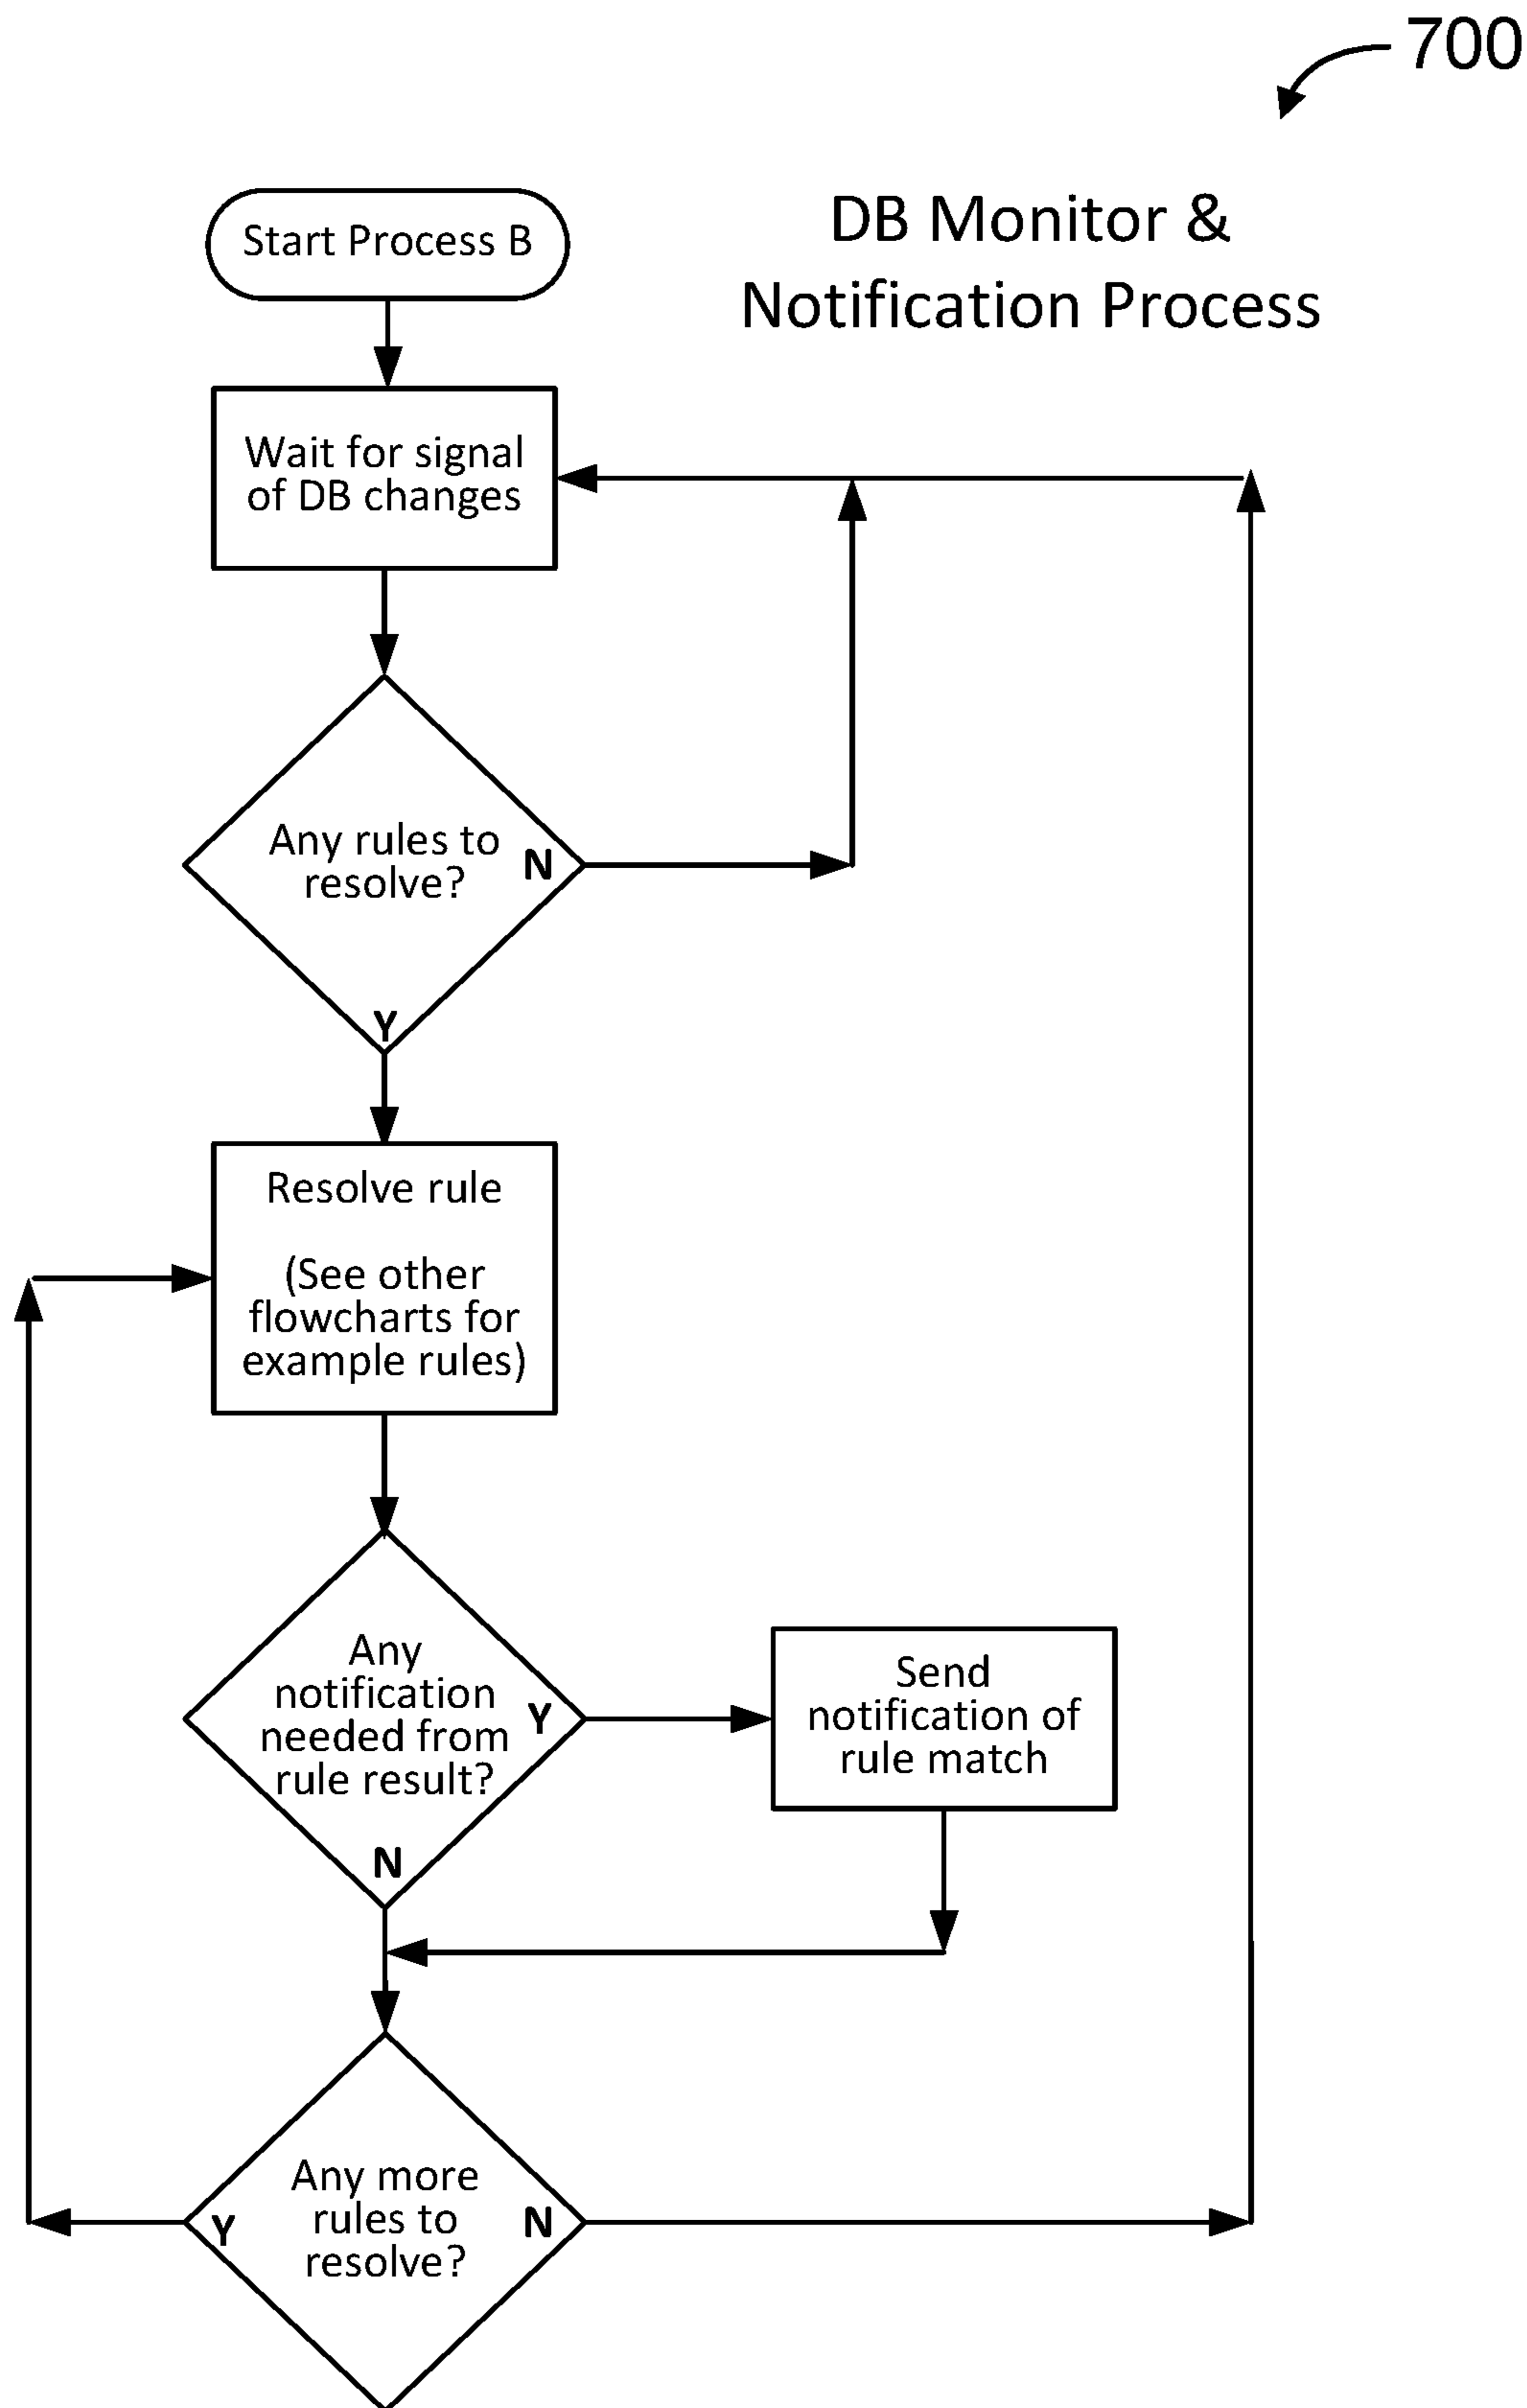 700
DB Monitor &
Notification Process
Start Process B
Wait for signal
of DB changes
Any rules to
resolve?
N
Y
Resolve rule
(See other
flowcharts for
example rules)
Any
notification
needed from
rule result?
Y
N
Send
notification of
rule match
Any more
rules to
resolve?
Y
N